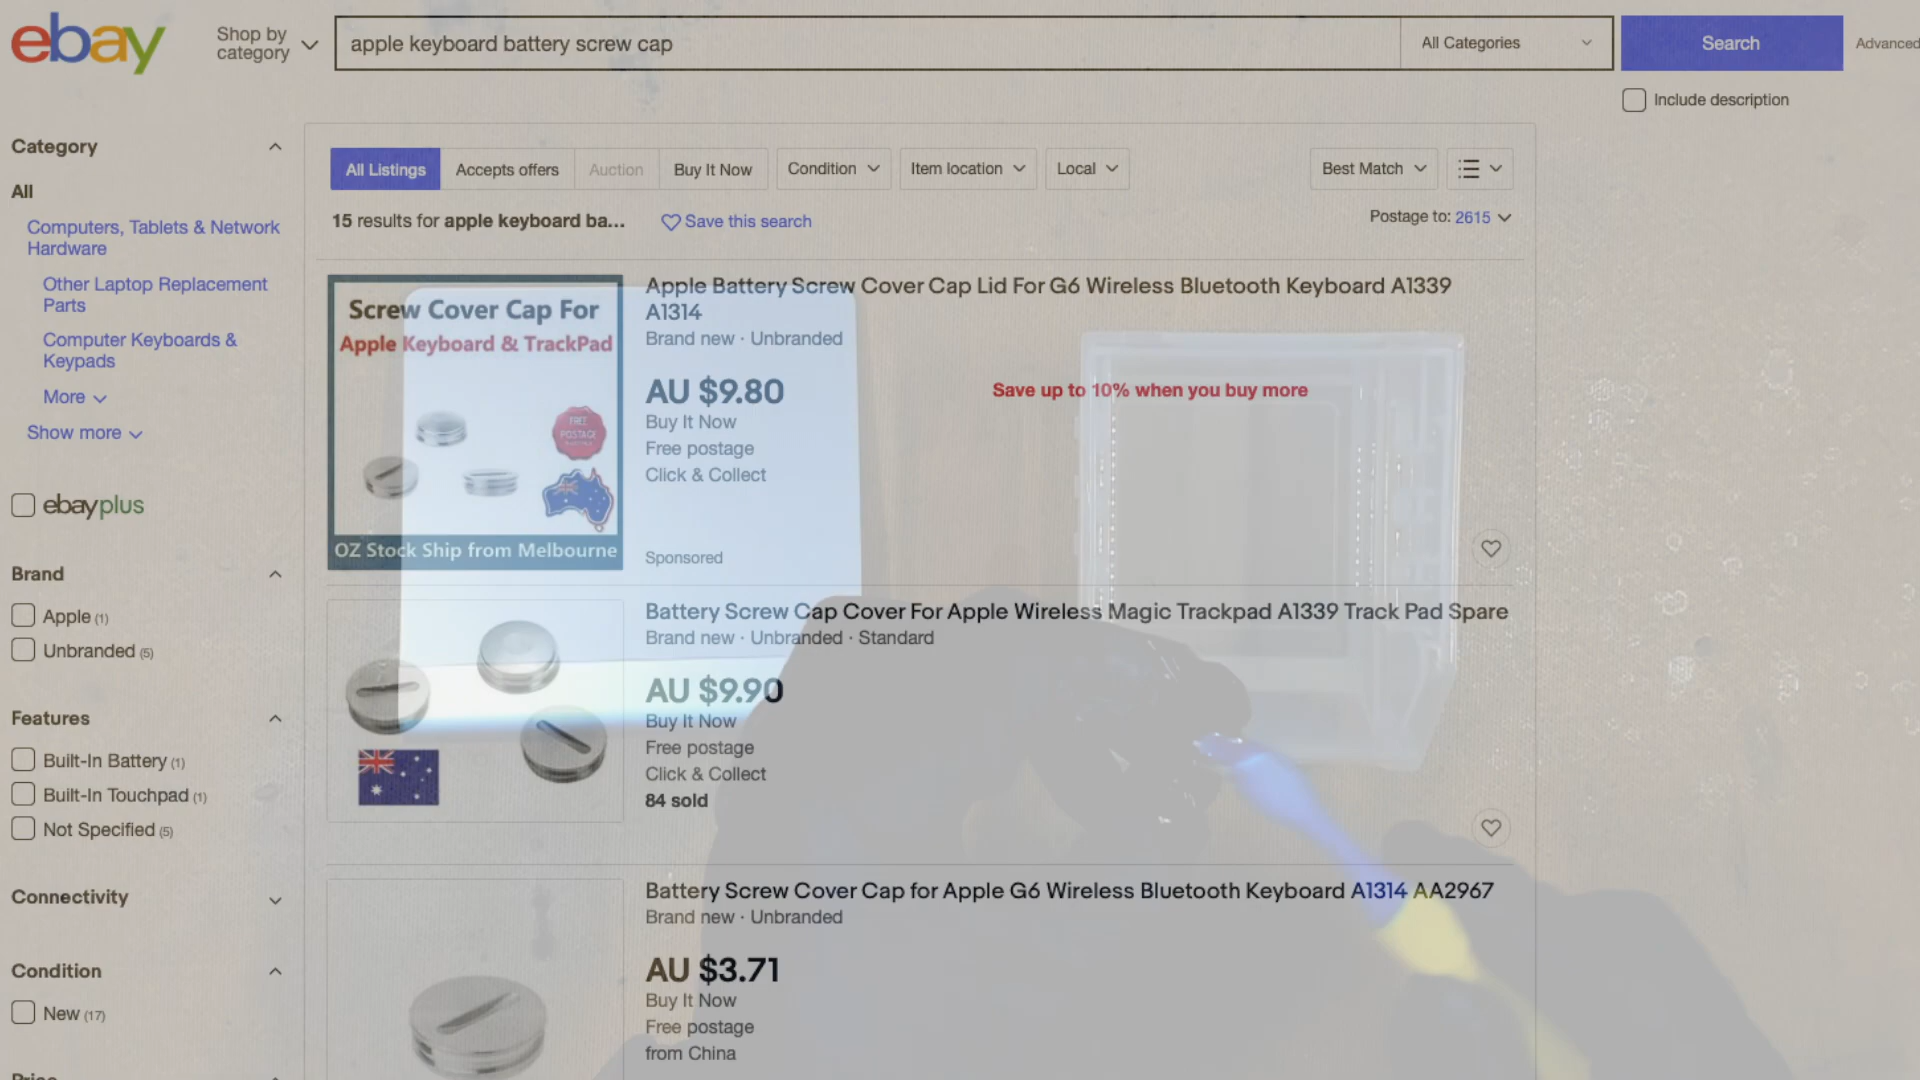 ebay
Shop by
category
apple keyboard battery screw cap
All Categories
Search
Advanced
Include description
Category
All
Computers, Tablets & Network
Hardware
Other Laptop Replacement
Parts
Computer Keyboards &
Keypads
More
Show more
ebayplus
Brand
Apple (1)
Unbranded (5)
Features
Built-In Battery (1)
Built-In Touchpad (1)
Not Specified (5)
Connectivity
Condition
New (17)
Price
All Listings
Accepts offers
Auction
Buy It Now
Condition
Item location
Local
Best Match
15 results for apple keyboard ba...
Save this search
Postage to: 2615
Screw Cover Cap For
Apple Keyboard & TrackPad
FREE
POSTAGE
OZ Stock Ship from Melbourne
Apple Battery Screw Cover Cap Lid For G6 Wireless Bluetooth Keyboard A1339
A1314
Brand new · Unbranded
AU $9.80
Save up to 10% when you buy more
Buy It Now
Free postage
Click & Collect
Sponsored
Battery Screw Cap Cover For Apple Wireless Magic Trackpad A1339 Track Pad Spare
Brand new · Unbranded · Standard
AU $9.90
Buy It Now
Free postage
Click & Collect
84 sold
Battery Screw Cover Cap for Apple G6 Wireless Bluetooth Keyboard A1314 AA2967
Brand new · Unbranded
AU $3.71
Buy It Now
Free postage
from China